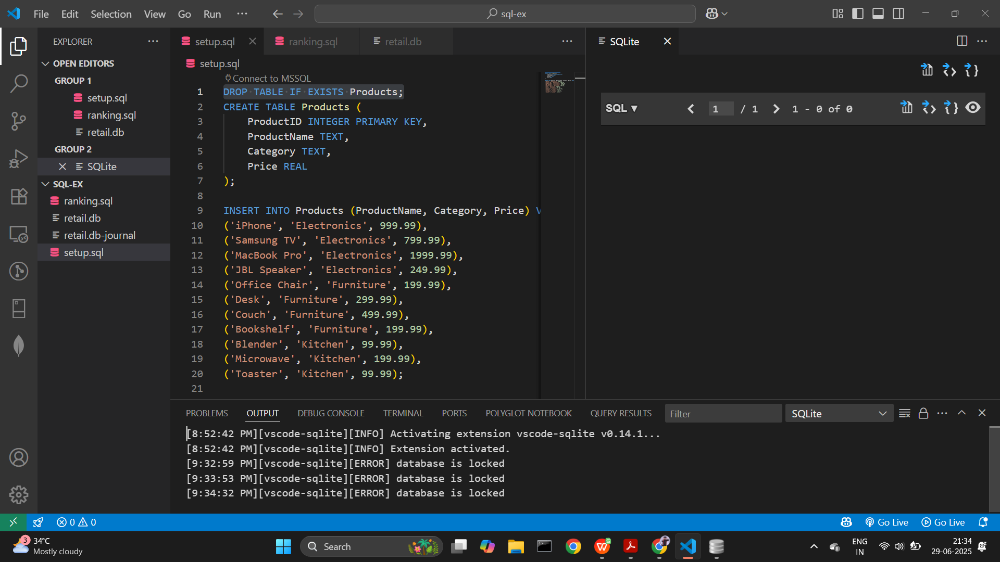 File Edit Selection View Go Run ···
sql-ex
EXPLORER
OPEN EDITORS
GROUP 1
setup.sql
ranking.sql
retail.db
GROUP 2
SQLite
SQL-EX
ranking.sql
retail.db
retail.db-journal
setup.sql
setup.sql ranking.sql retail.db
setup.sql
Connect to MSSQL
1 DROP TABLE IF EXISTS Products;
2 CREATE TABLE Products (
3 ProductID INTEGER PRIMARY KEY,
4 ProductName TEXT,
5 Category TEXT,
6 Price REAL
7 );
8
9 INSERT INTO Products (ProductName, Category, Price) V
10 ('iPhone', 'Electronics', 999.99),
11 ('Samsung TV', 'Electronics', 799.99),
12 ('MacBook Pro', 'Electronics', 1999.99),
13 ('JBL Speaker', 'Electronics', 249.99),
14 ('Office Chair', 'Furniture', 199.99),
15 ('Desk', 'Furniture', 299.99),
16 ('Couch', 'Furniture', 499.99),
17 ('Bookshelf', 'Furniture', 199.99),
18 ('Blender', 'Kitchen', 99.99),
19 ('Microwave', 'Kitchen', 199.99),
20 ('Toaster', 'Kitchen', 99.99);
21
SQLite
SQL ▼ 1 / 1 1 - 0 of 0
PROBLEMS OUTPUT DEBUG CONSOLE TERMINAL PORTS POLYGLOT NOTEBOOK QUERY RESULTS Filter SQLite
[8:52:42 PM][vscode-sqlite][INFO] Activating extension vscode-sqlite v0.14.1...
[8:52:42 PM][vscode-sqlite][INFO] Extension activated.
[9:32:59 PM][vscode-sqlite][ERROR] database is locked
[9:33:53 PM][vscode-sqlite][ERROR] database is locked
[9:34:32 PM][vscode-sqlite][ERROR] database is locked
0 0 Go Live Go Live
3 34°C
Mostly cloudy
Search
ENG
IN
21:34
29-06-2025